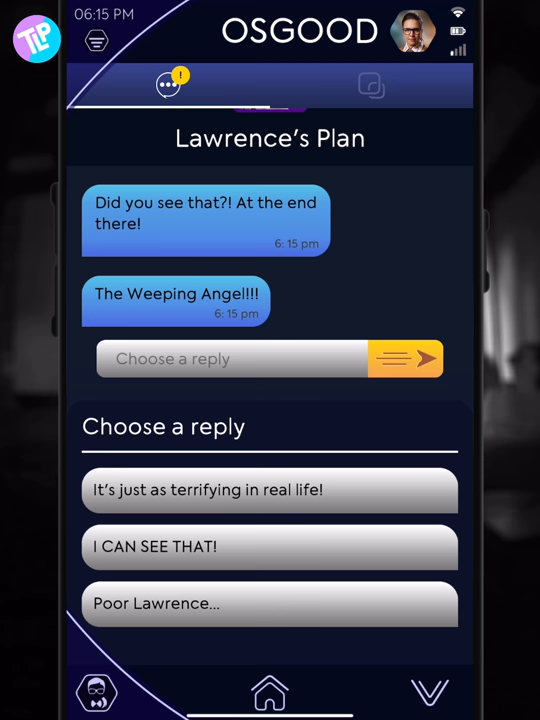 06:15 PM
OSGOOD
TLP
!
Lawrence's Plan
Did you see that?! At the end
there!
6: 15 pm
The Weeping Angel!!!
6: 15 pm
Choose a reply
Choose a reply
It's just as terrifying in real life!
I CAN SEE THAT!
Poor Lawrence...